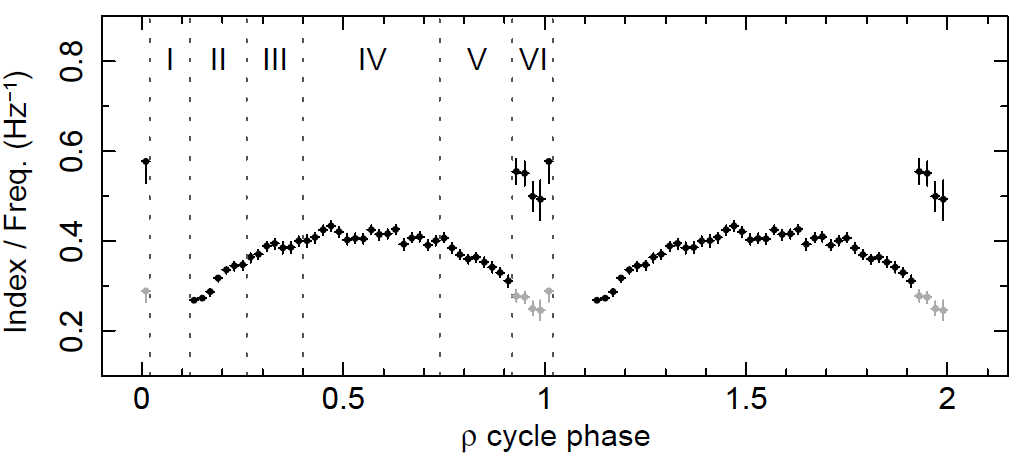 I II III IV V VI
Index / Freq. (Hz⁻¹)
0.8
0.6
0.4
0.2
0 0.5 1 1.5 2
ρ cycle phase